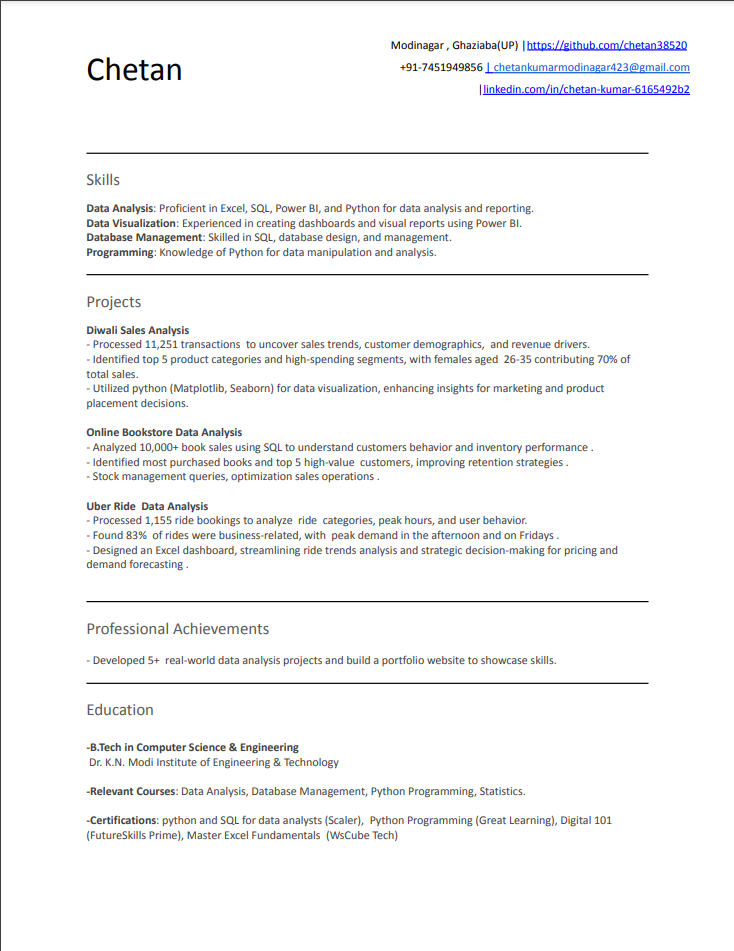 Modinagar , Ghaziaba(UP) |https://github.com/chetan38520
Chetan
+91-7451949856 | chetankumarmodinagar423@gmail.com
|linkedin.com/in/chetan-kumar-6165492b2
Skills
Data Analysis: Proficient in Excel, SQL, Power BI, and Python for data analysis and reporting.
Data Visualization: Experienced in creating dashboards and visual reports using Power BI.
Database Management: Skilled in SQL, database design, and management.
Programming: Knowledge of Python for data manipulation and analysis.
Projects
Diwali Sales Analysis
- Processed 11,251 transactions to uncover sales trends, customer demographics, and revenue drivers.
- Identified top 5 product categories and high-spending segments, with females aged 26-35 contributing 70% of
total sales.
- Utilized python (Matplotlib, Seaborn) for data visualization, enhancing insights for marketing and product
placement decisions.
Online Bookstore Data Analysis
- Analyzed 10,000+ book sales using SQL to understand customers behavior and inventory performance .
- Identified most purchased books and top 5 high-value customers, improving retention strategies .
- Stock management queries, optimization sales operations .
Uber Ride Data Analysis
- Processed 1,155 ride bookings to analyze ride categories, peak hours, and user behavior.
- Found 83% of rides were business-related, with peak demand in the afternoon and on Fridays .
- Designed an Excel dashboard, streamlining ride trends analysis and strategic decision-making for pricing and
demand forecasting .
Professional Achievements
- Developed 5+ real-world data analysis projects and build a portfolio website to showcase skills.
Education
-B.Tech in Computer Science & Engineering
Dr. K.N. Modi Institute of Engineering & Technology
-Relevant Courses: Data Analysis, Database Management, Python Programming, Statistics.
-Certifications: python and SQL for data analysts (Scaler), Python Programming (Great Learning), Digital 101
(FutureSkills Prime), Master Excel Fundamentals (WsCube Tech)